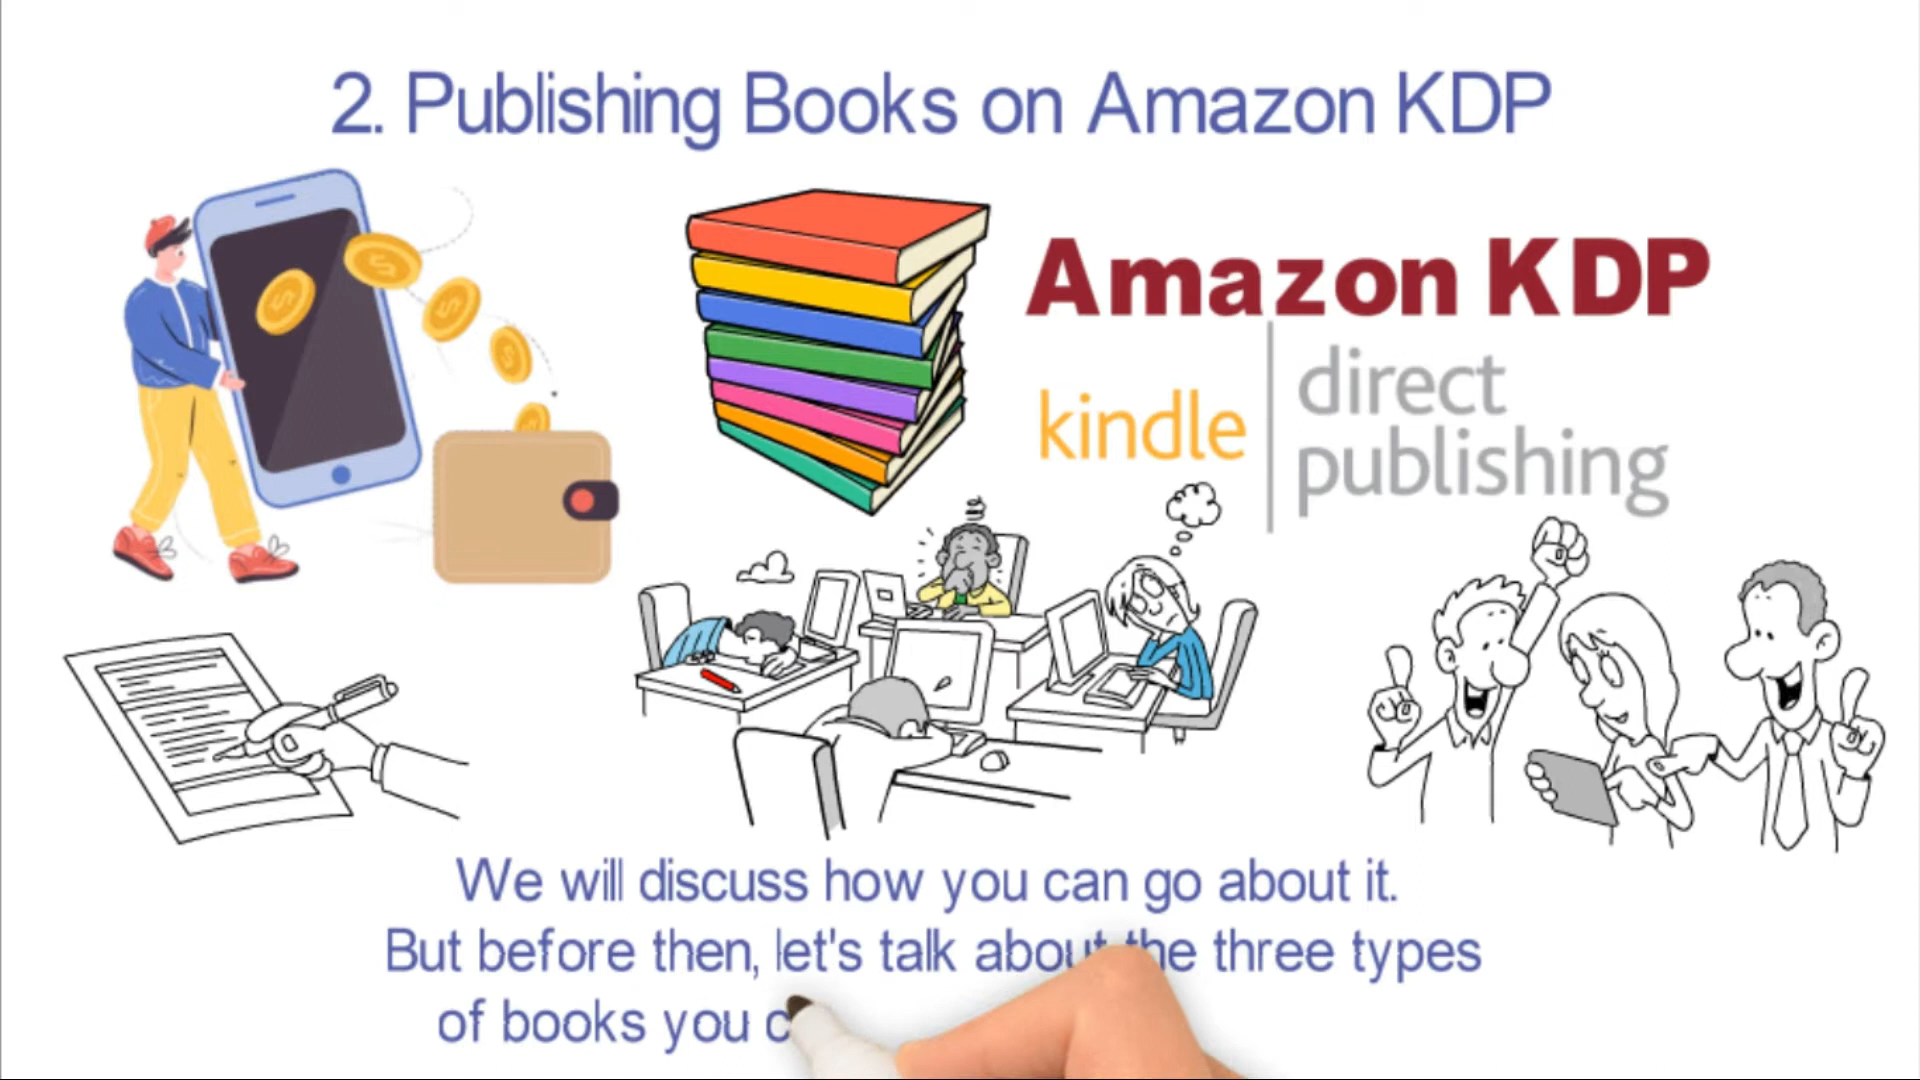 2. Publishing Books on Amazon KDP
Amazon KDP
kindle
direct
publishing
We will discuss how you can go about it.
But before then, let's talk about the three types
of books you c